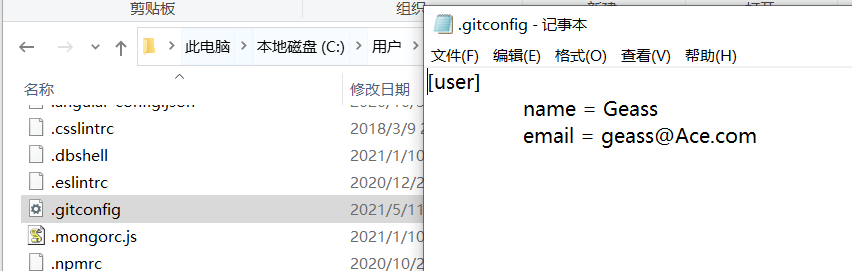 剪贴板
组织
此电脑
本地磁盘 (C:)
用户
名称
修改日期
.csslintrc
2018/3/9 2
.dbshell
2021/1/10
.eslintrc
2020/12/2
.gitconfig
2021/5/11
.mongorc.js
2021/1/10
.npmrc
2020/10/2
.gitconfig - 记事本
文件(F) 编辑(E) 格式(O) 查看(V) 帮助(H)
[user]
name = Geass
email = geass@Ace.com